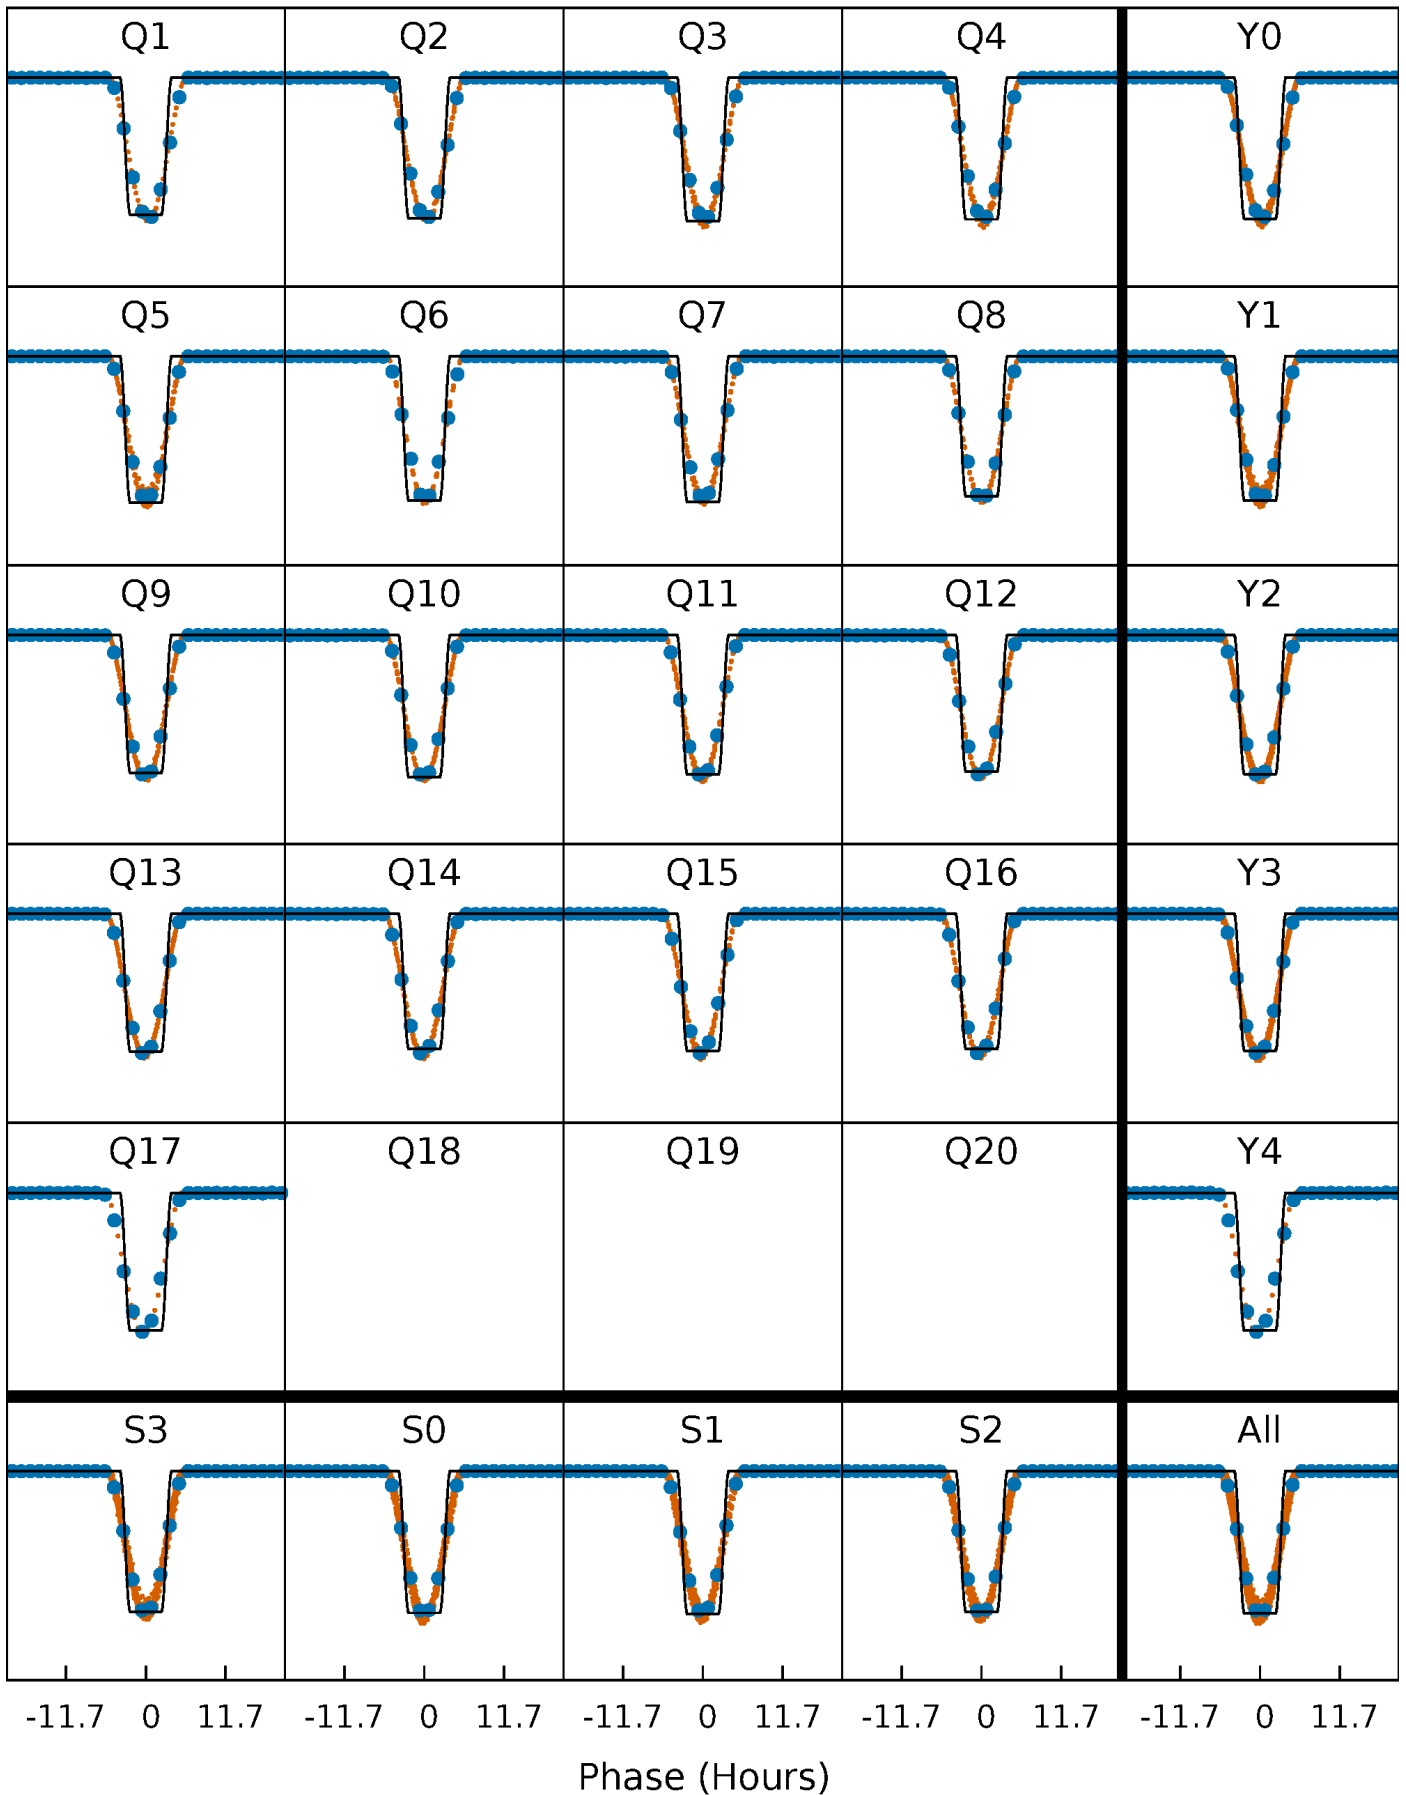 Q1 Q2 Q3 Q4 Y0
Q5 Q6 Q7 Q8 Y1
Q9 Q10 Q11 Q12 Y2
Q13 Q14 Q15 Q16 Y3
Q17 Q18 Q19 Q20 Y4
S3 S0 S1 S2 All
-11.7 0 11.7 -11.7 0 11.7 -11.7 0 11.7 -11.7 0 11.7 -11.7 0 11.7
Phase (Hours)